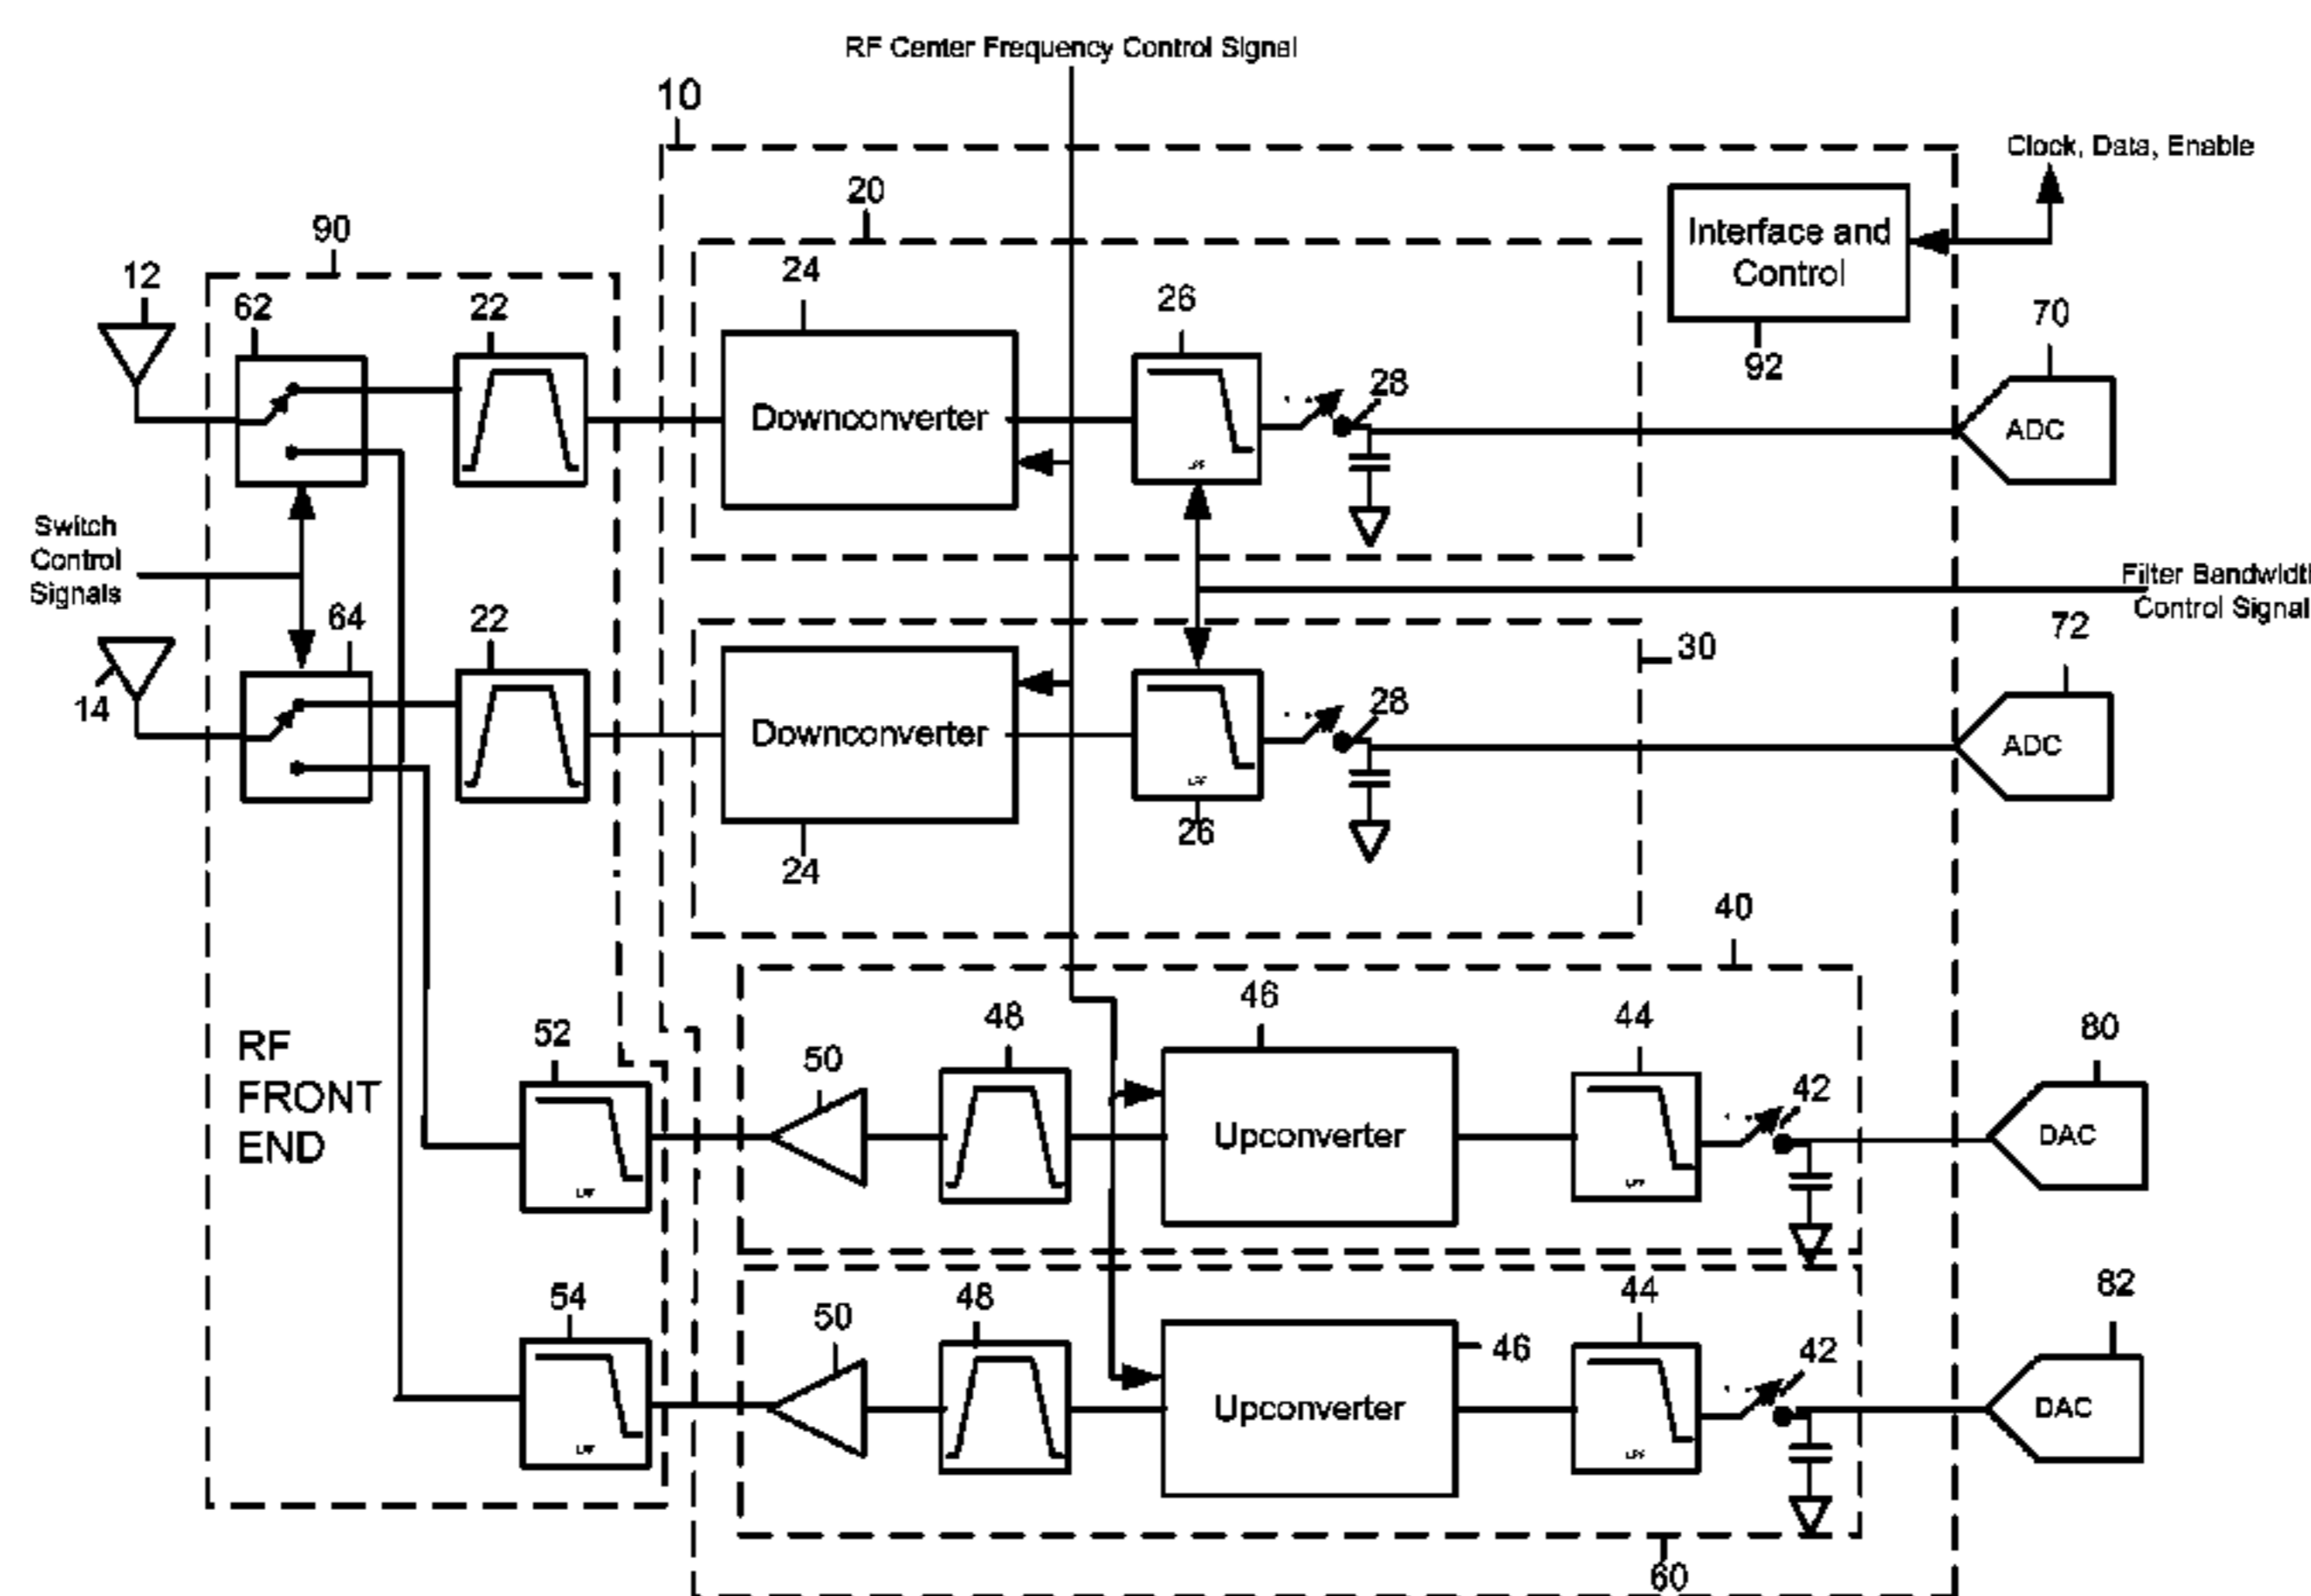 RF Center Frequency Control Signal
10
Clock, Data, Enable
20
Interface and
Control
90
12
24
26
62
22
70
92
28
Downconverter
ADC
Switch
Control
Signals
Filter Bandwidth
Control Signal
64
22
72
30
14
28
Downconverter
ADC
26
24
40
46
48
44
80
52
50
42
RF
FRONT
END
Upconverter
DAC
54
48
44
82
50
46
42
Upconverter
DAC
60